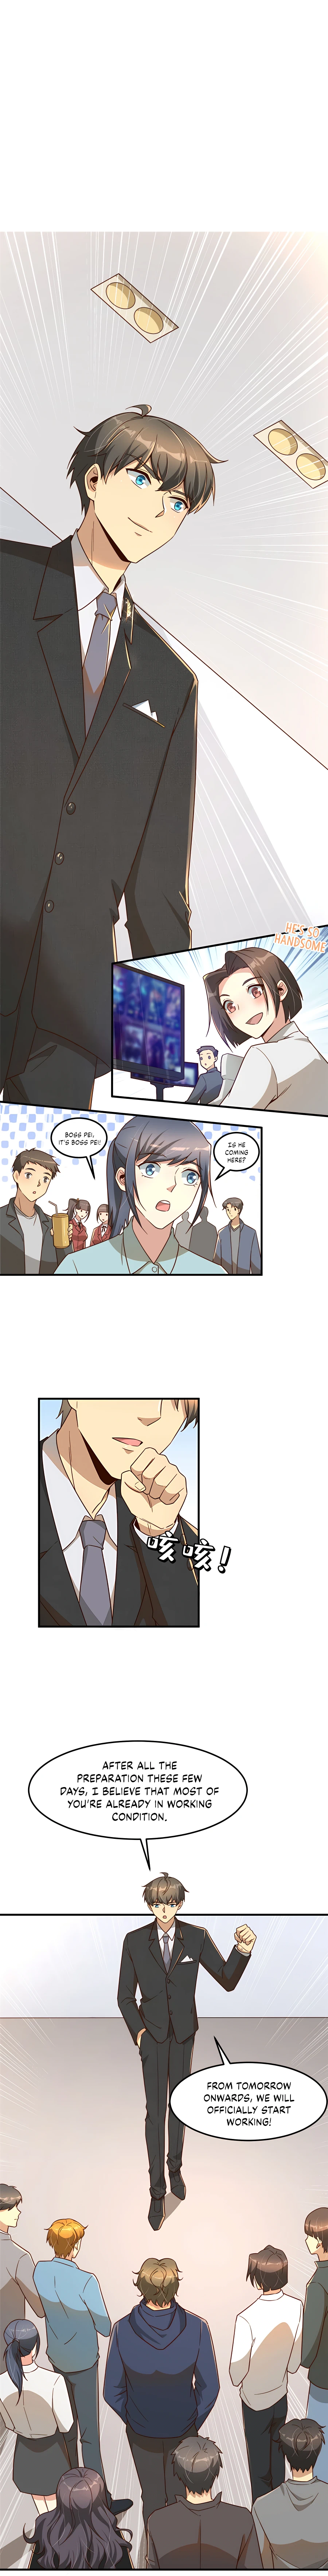 HE'S SO
HANDSOME
BOSS PEI,
IT'S BOSS PEI!
IS HE
COMING
HERE?
咳咳!
AFTER ALL THE
PREPARATION THESE FEW
DAYS, I BELIEVE THAT MOST OF
YOU'RE ALREADY IN WORKING
CONDITION.
FROM TOMORROW
ONWARDS, WE WILL
OFFICIALLY START
WORKING!